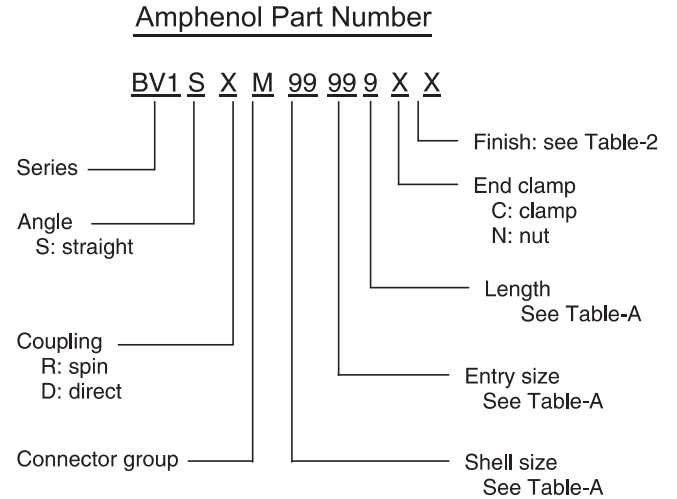 Amphenol Part Number
BV1 S X M 99 99 9 X X
Series
Angle
S: straight
Coupling
R: spin
D: direct
Connector group
Finish: see Table-2
End clamp
C: clamp
N: nut
Length
See Table-A
Entry size
See Table-A
Shell size
See Table-A